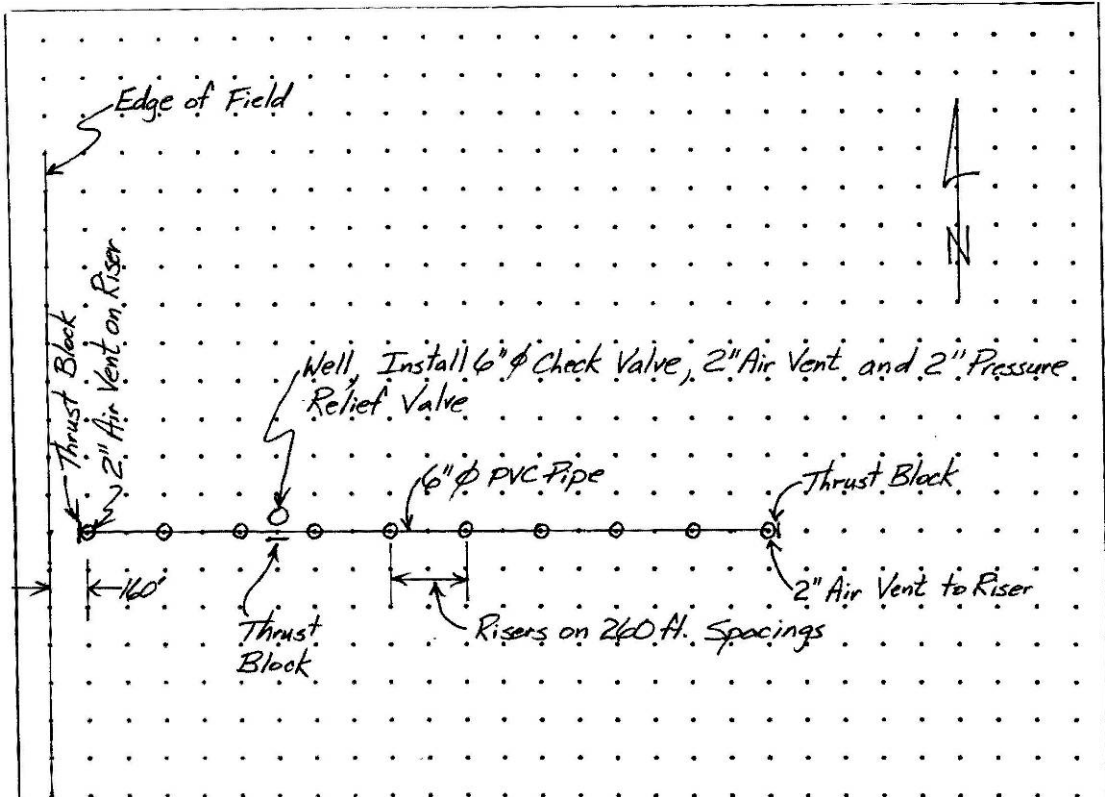 Edge of Field
N
Thrust Block
2" Air Vent on Riser
Well, Install 6" ϕ Check Valve, 2" Air Vent and 2" Pressure
Relief Valve
6" ϕ PVC Pipe
Thrust Block
160'
2" Air Vent to Riser
Thrust
Block
Risers on 260 ft. Spacings